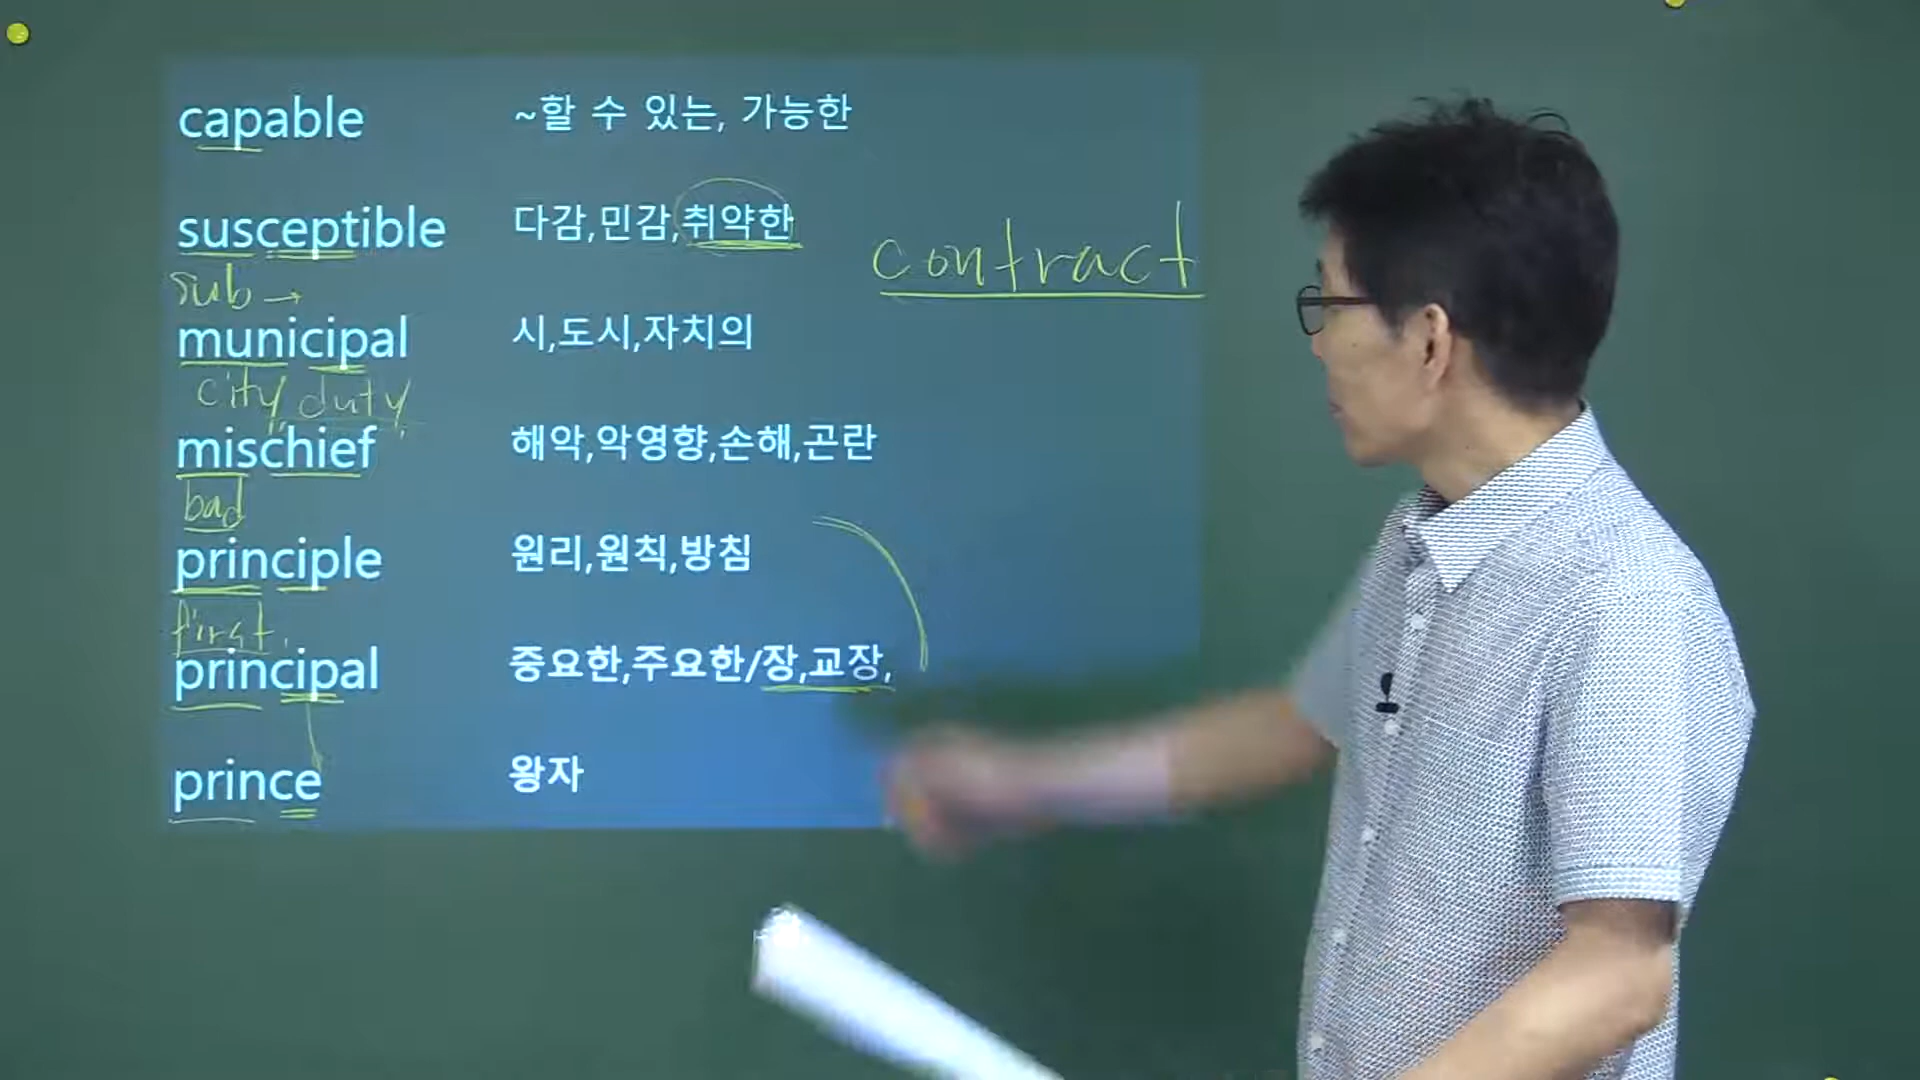 capable ~할 수 있는, 가능한
susceptible 다감,민감,취약한
contract
sub →
municipal 시,도시,자치의
city/duty
mischief 해악,악영향,손해,곤란
bad
principle 원리,원칙,방침
first.
principal 중요한,주요한/장,교장,
prince 왕자